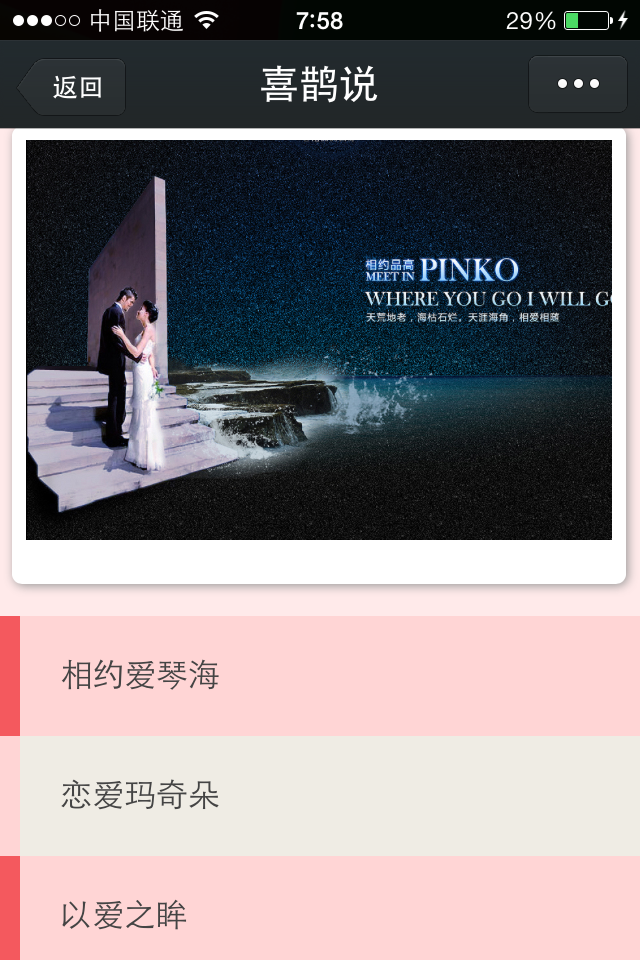 中国联通
7:58
29%
返回
喜鹊说
相约品高
MEET IN PINKO
WHERE YOU GO I WILL G
天荒地老，海枯石烂。天涯海角，相爱相随
相约爱琴海
恋爱玛奇朵
以爱之眸